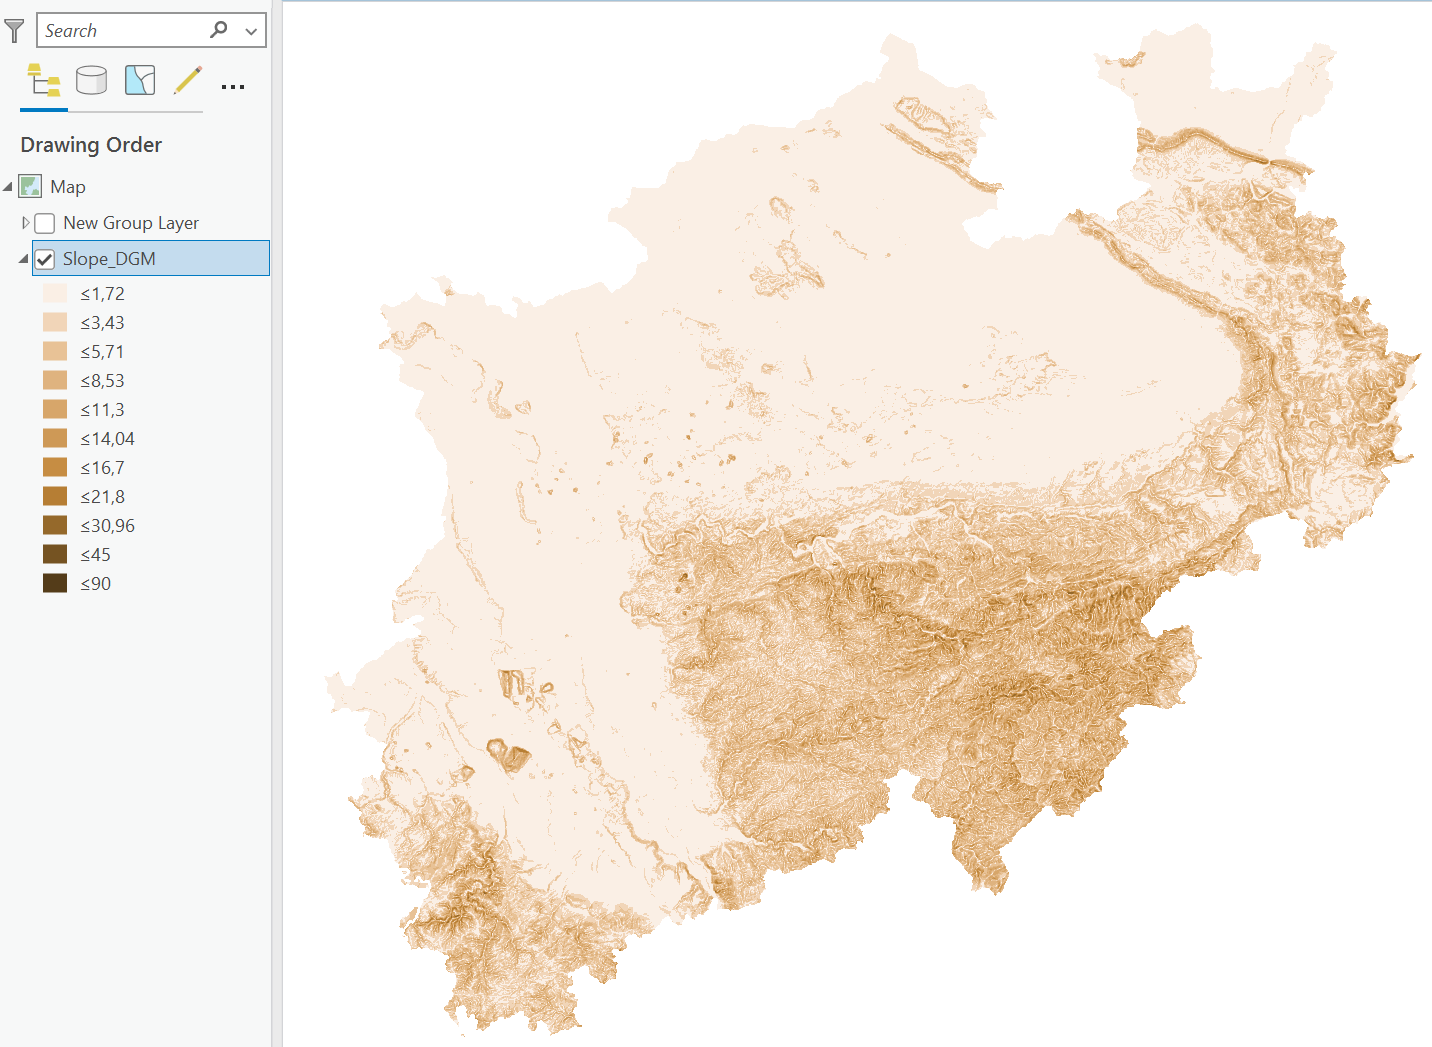 Search
Drawing Order
Map
New Group Layer
Slope_DGM
≤1,72
≤3,43
≤5,71
≤8,53
≤11,3
≤14,04
≤16,7
≤21,8
≤30,96
≤45
≤90